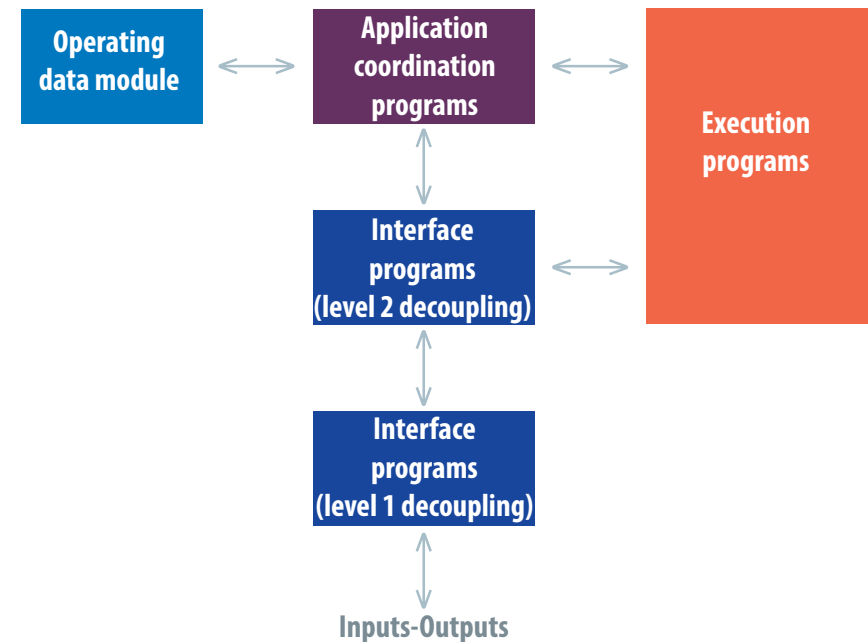 Operating
data module
Application
coordination
programs
Execution
programs
Interface
programs
(level 2 decoupling)
Interface
programs
(level 1 decoupling)
Inputs-Outputs